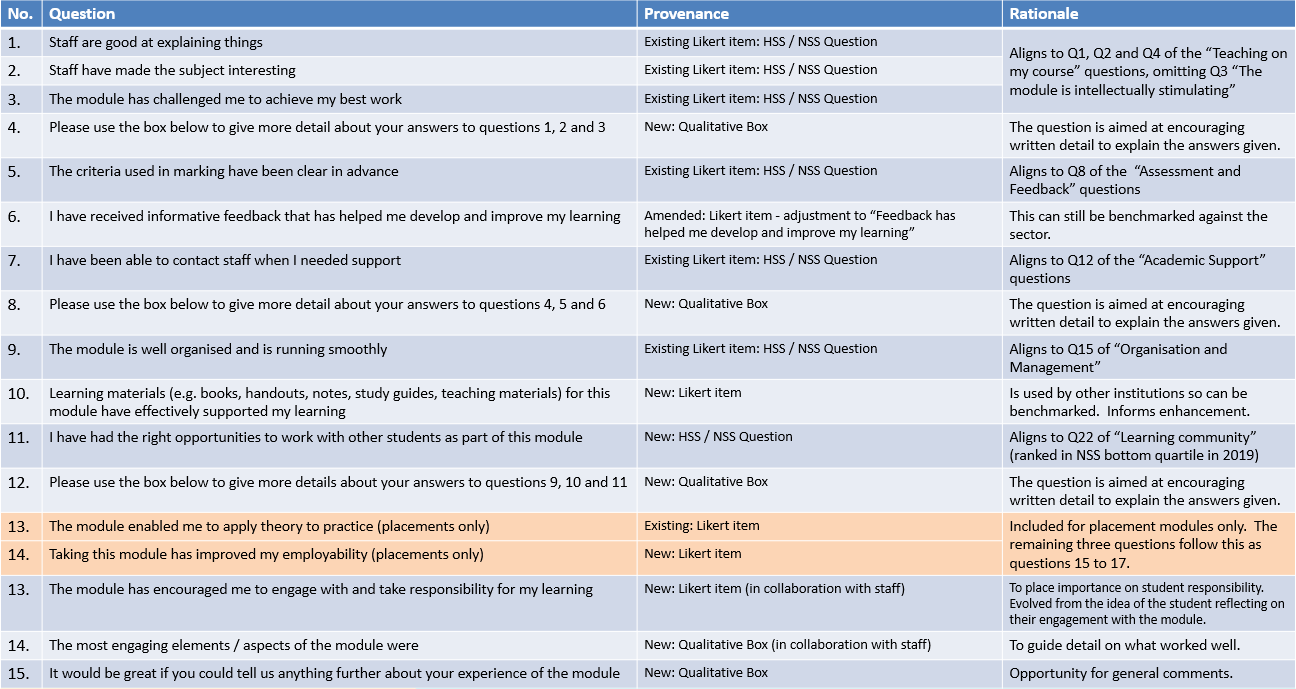 No. Question Provenance Rationale
1. Staff are good at explaining things Existing Likert item: HSS / NSS Question
Aligns to Q1, Q2 and Q4 of the “Teaching on
my course” questions, omitting Q3 “The
module is intellectually stimulating”
2. Staff have made the subject interesting Existing Likert item: HSS / NSS Question
3. The module has challenged me to achieve my best work Existing Likert item: HSS / NSS Question
4. Please use the box below to give more detail about your answers to questions 1, 2 and 3 New: Qualitative Box The question is aimed at encouraging
written detail to explain the answers given.
5. The criteria used in marking have been clear in advance Existing Likert item: HSS / NSS Question Aligns to Q8 of the “Assessment and
Feedback” questions
6. I have received informative feedback that has helped me develop and improve my learning Amended: Likert item - adjustment to “Feedback has
helped me develop and improve my learning”
This can still be benchmarked against the
sector.
7. I have been able to contact staff when I needed support Existing Likert item: HSS / NSS Question Aligns to Q12 of the “Academic Support”
questions
8. Please use the box below to give more detail about your answers to questions 4, 5 and 6 New: Qualitative Box The question is aimed at encouraging
written detail to explain the answers given.
9. The module is well organised and is running smoothly Existing Likert item: HSS / NSS Question Aligns to Q15 of “Organisation and
Management”
10. Learning materials (e.g. books, handouts, notes, study guides, teaching materials) for this
module have effectively supported my learning
New: Likert item Is used by other institutions so can be
benchmarked. Informs enhancement.
11. I have had the right opportunities to work with other students as part of this module New: HSS / NSS Question Aligns to Q22 of “Learning community”
(ranked in NSS bottom quartile in 2019)
12. Please use the box below to give more details about your answers to questions 9, 10 and 11 New: Qualitative Box The question is aimed at encouraging
written detail to explain the answers given.
13. The module enabled me to apply theory to practice (placements only) Existing: Likert item
Included for placement modules only. The
remaining three questions follow this as
questions 15 to 17.
14. Taking this module has improved my employability (placements only) New: Likert item
13. The module has encouraged me to engage with and take responsibility for my learning New: Likert item (in collaboration with staff) To place importance on student responsibility.
Evolved from the idea of the student reflecting on
their engagement with the module.
14. The most engaging elements / aspects of the module were New: Qualitative Box (in collaboration with staff) To guide detail on what worked well.
15. It would be great if you could tell us anything further about your experience of the module New: Qualitative Box Opportunity for general comments.